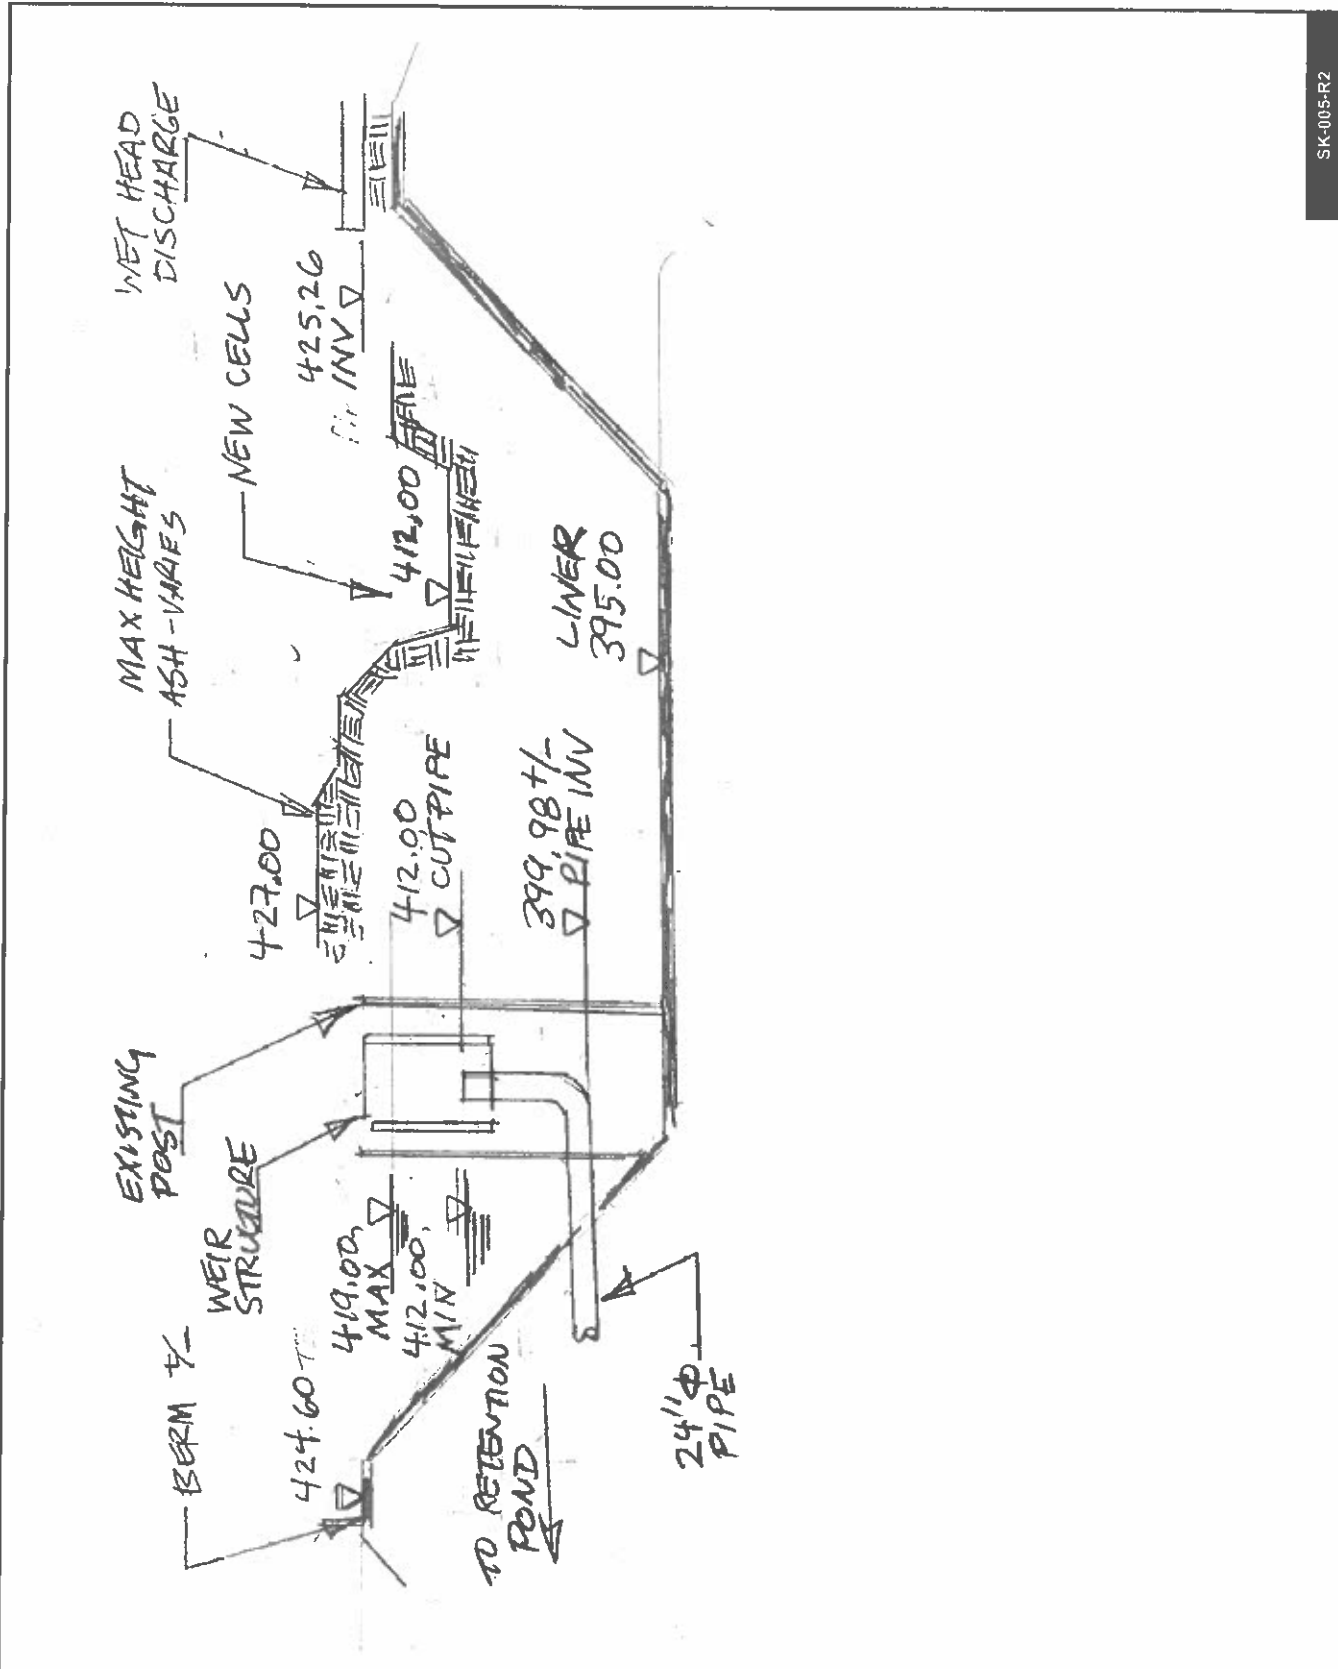 BERM +/-
424.60
TO RETENTION
POND
WEIR
STRUCTURE
419.00
MAX
412.00
MIN
24" Φ
PIPE
EXISTING
POST
427.00
412.00
CUT PIPE
399.98 +/-
PIPE INV
MAX HEIGHT
ASH - VARIES
NEW CELLS
412.00
LINER
395.00
WET HEAD
DISCHARGE
425.26
INV
SK-005-R2